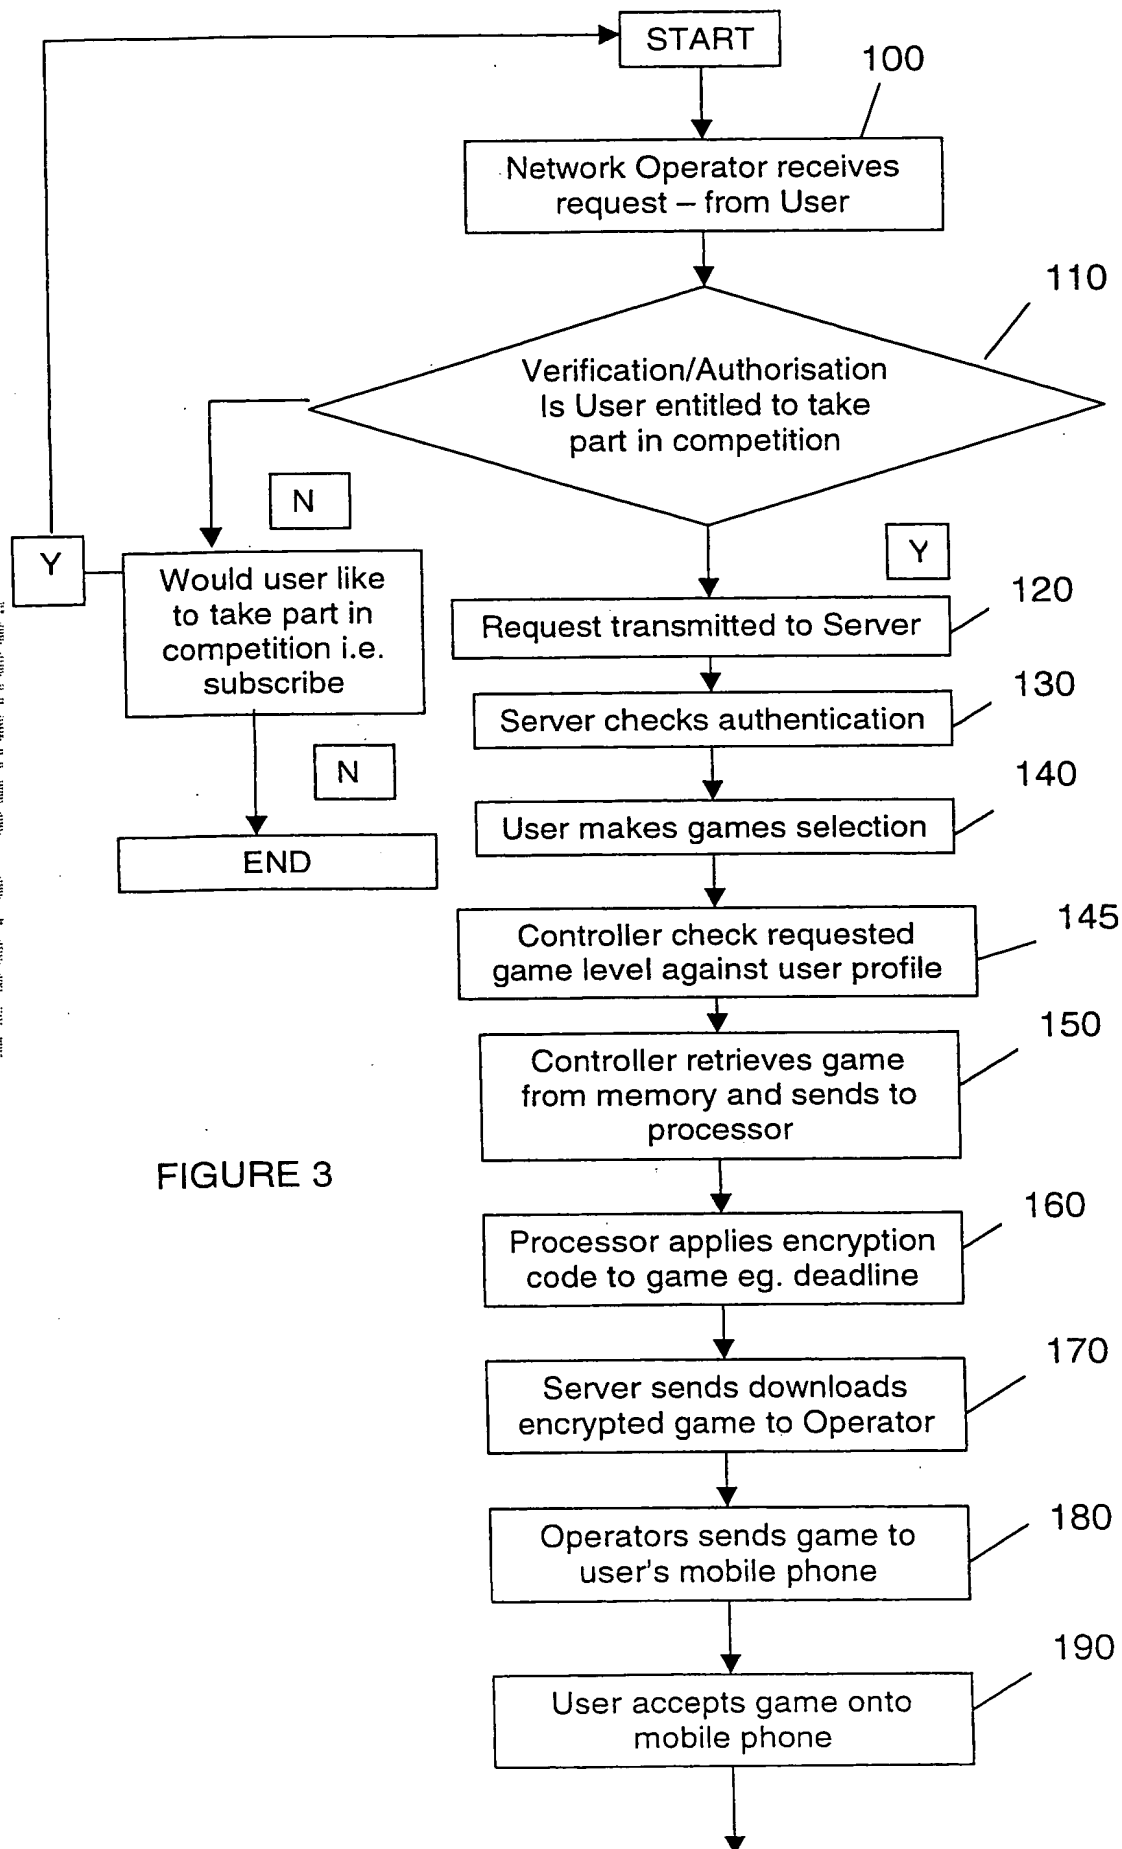 START
100
Network Operator receives
request – from User
110
Verification/Authorisation
Is User entitled to take
part in competition
N
Y
Y
Would user like
to take part in
competition i.e.
subscribe
120
Request transmitted to Server
130
Server checks authentication
N
140
User makes games selection
END
145
Controller check requested
game level against user profile
150
Controller retrieves game
from memory and sends to
processor
FIGURE 3
160
Processor applies encryption
code to game eg. deadline
170
Server sends downloads
encrypted game to Operator
180
Operators sends game to
user's mobile phone
190
User accepts game onto
mobile phone